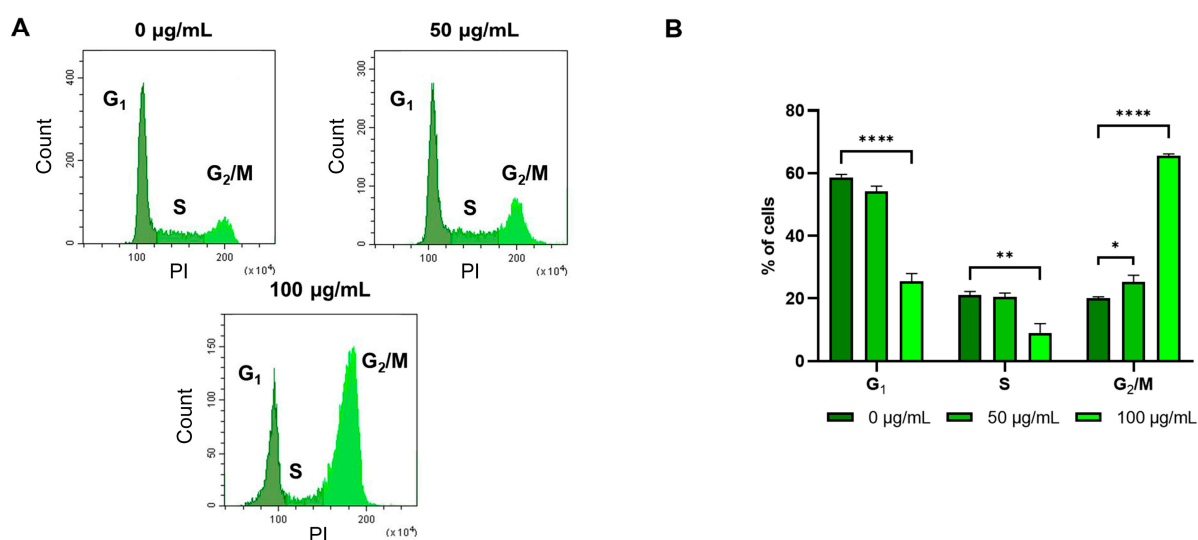 A
0 µg/mL
400
200
0
Count
G₁
S
G₂/M
100
200
PI
(x10⁴)
50 µg/mL
300
200
100
0
Count
G₁
S
G₂/M
100
200
PI
(x10⁴)
100 µg/mL
150
100
50
0
Count
G₁
S
G₂/M
100
200
PI
(x10⁴)
B
% of cells
80
60
40
20
0
****
**
*
****
G₁
S
G₂/M
0 µg/mL 50 µg/mL 100 µg/mL